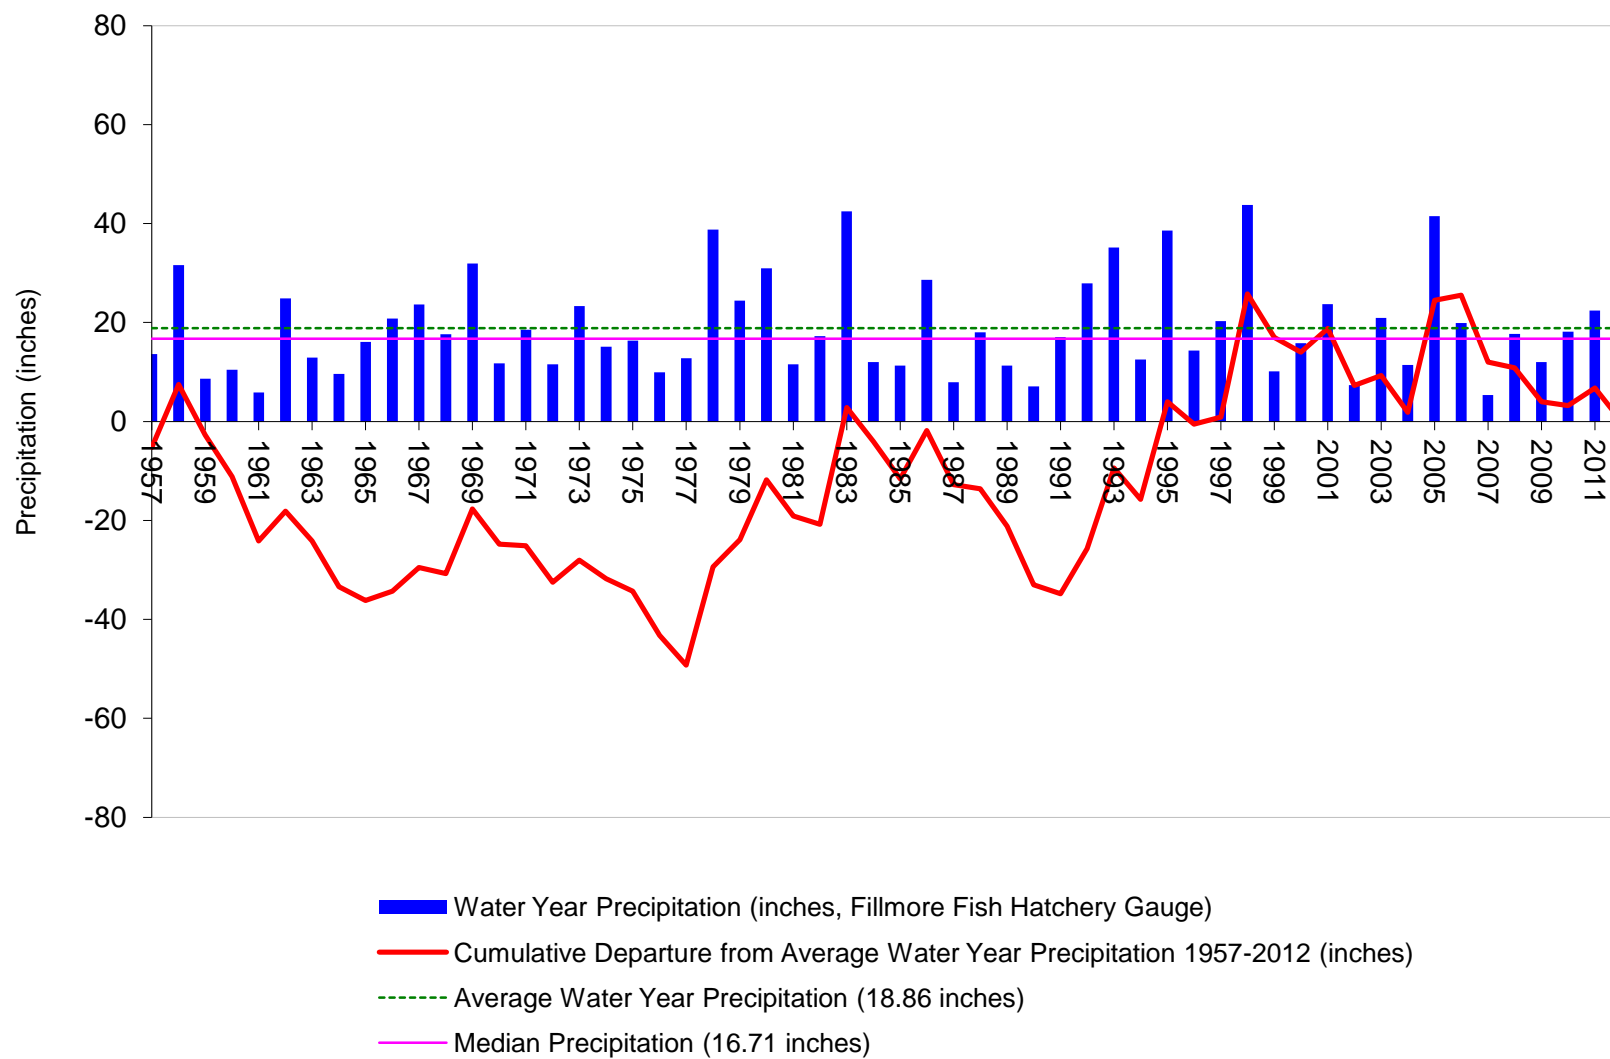 80
60
40
20
0
-20
-40
-60
-80
Precipitation (inches)
1957 1959 1961 1963 1965 1967 1969 1971 1973 1975 1977 1979 1981 1983 1985 1987 1989 1991 1993 1995 1997 1999 2001 2003 2005 2007 2009 2011
Water Year Precipitation (inches, Fillmore Fish Hatchery Gauge)
Cumulative Departure from Average Water Year Precipitation 1957-2012 (inches)
Average Water Year Precipitation (18.86 inches)
Median Precipitation (16.71 inches)